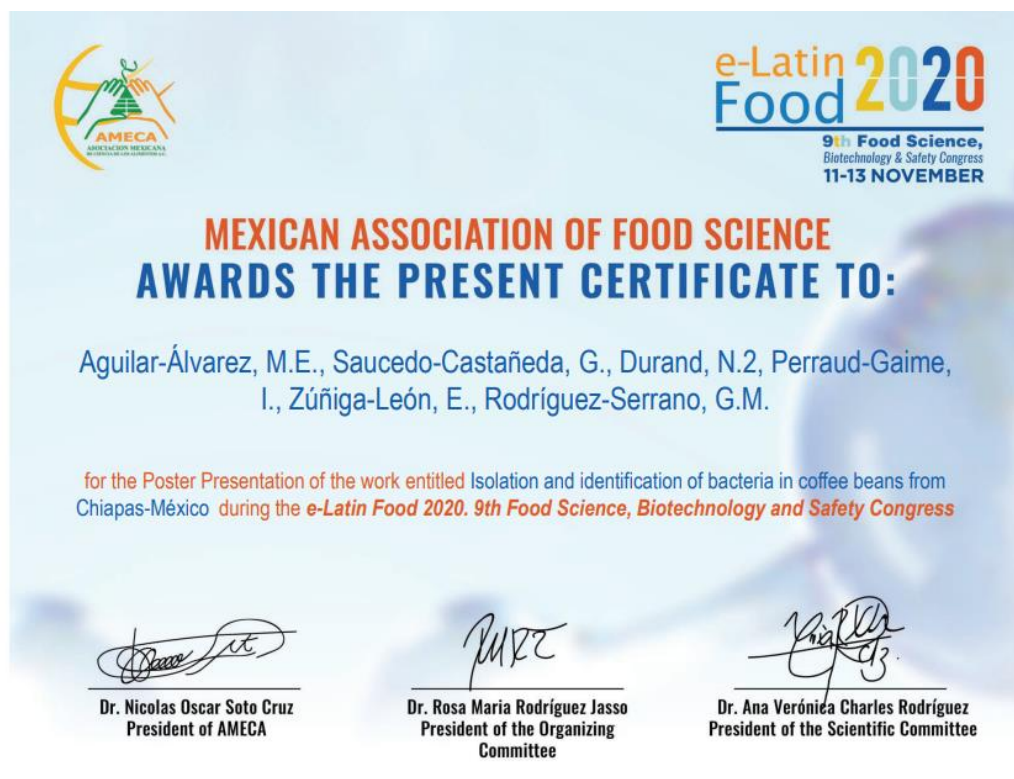 AMECA
ASOCIACION MEXICANA
DE CIENCIA DE LOS ALIMENTOS A.C.
e-Latin
Food 2020
9th Food Science,
Biotechnology & Safety Congress
11-13 NOVEMBER
MEXICAN ASSOCIATION OF FOOD SCIENCE
AWARDS THE PRESENT CERTIFICATE TO:
Aguilar-Álvarez, M.E., Saucedo-Castañeda, G., Durand, N.2, Perraud-Gaime,
I., Zúñiga-León, E., Rodríguez-Serrano, G.M.
for the Poster Presentation of the work entitled Isolation and identification of bacteria in coffee beans from
Chiapas-México during the e-Latin Food 2020. 9th Food Science, Biotechnology and Safety Congress
Dr. Nicolas Oscar Soto Cruz
President of AMECA
Dr. Rosa Maria Rodríguez Jasso
President of the Organizing
Committee
Dr. Ana Verónica Charles Rodríguez
President of the Scientific Committee